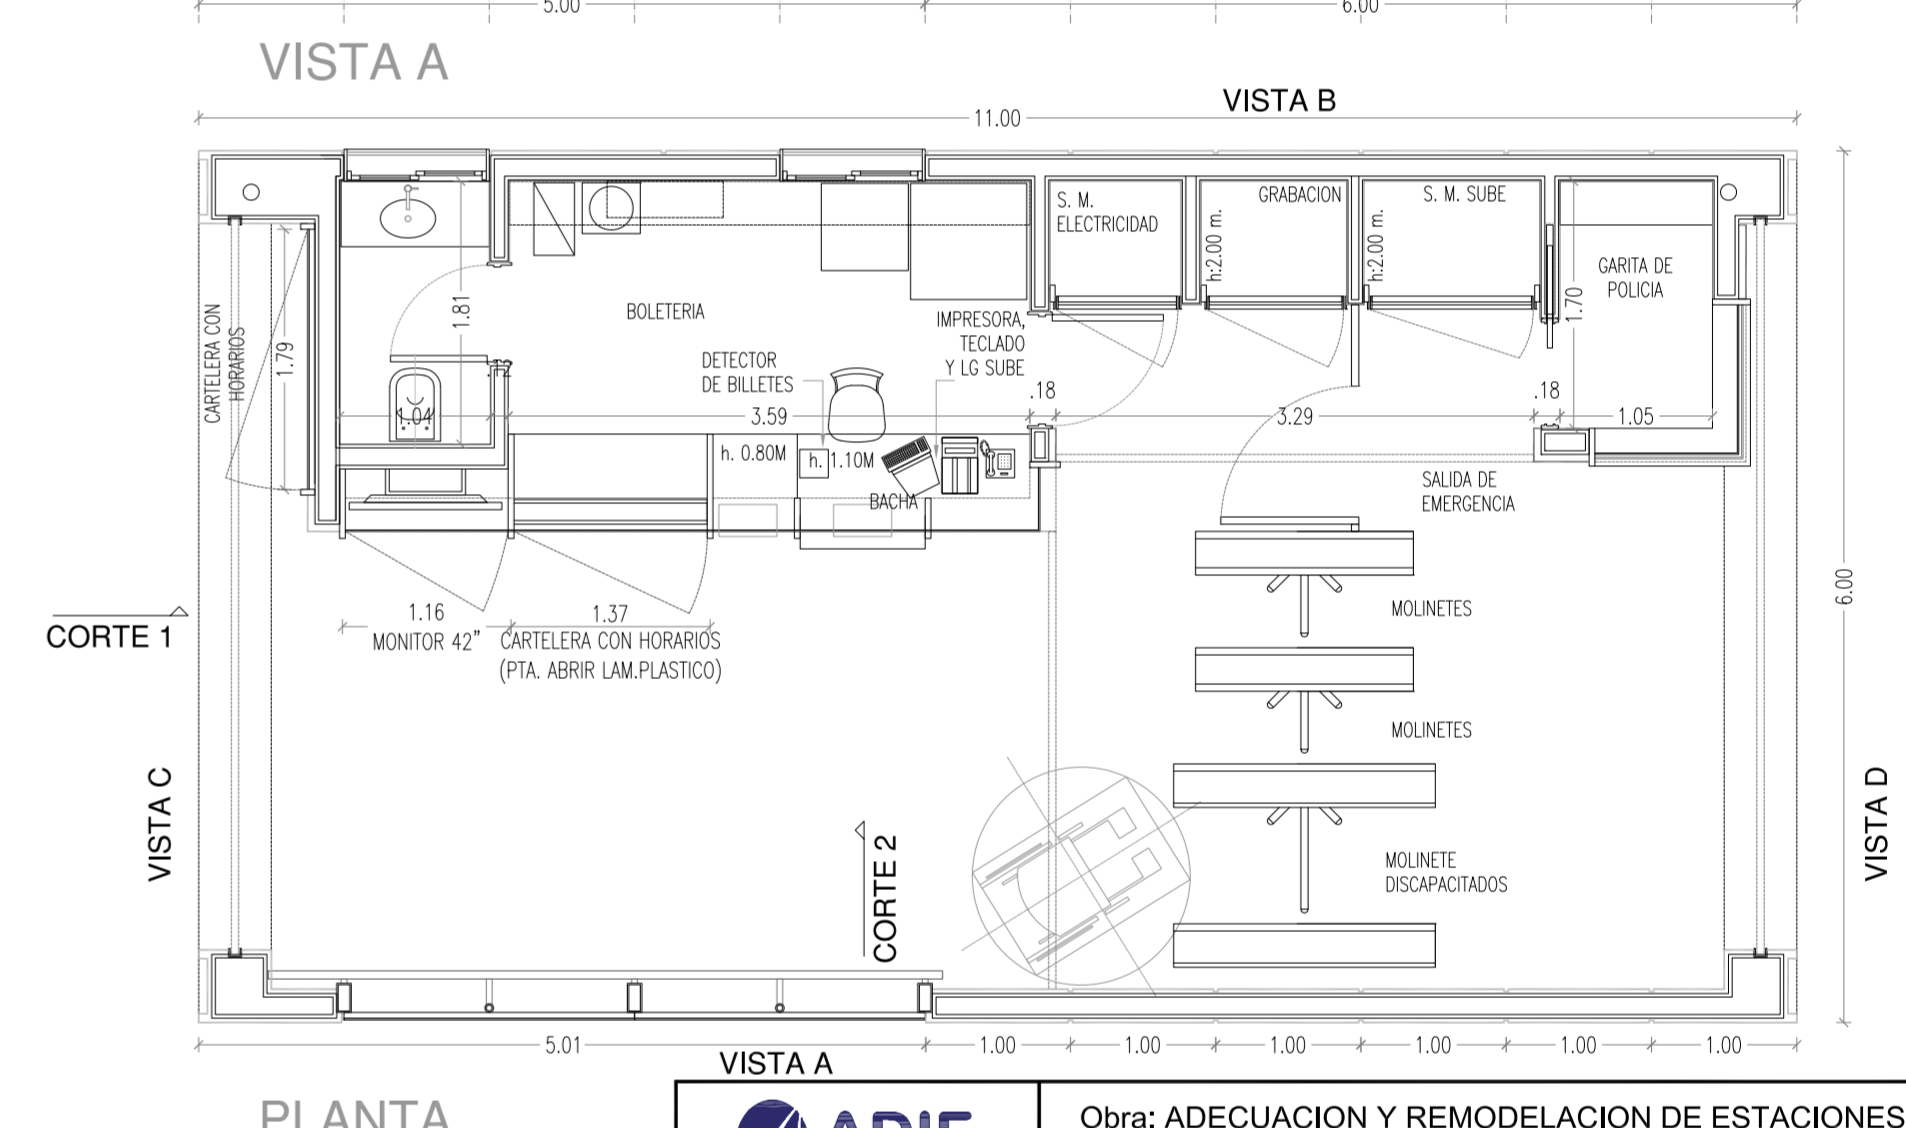 5.00
6.00
VISTA A
VISTA B
11.00
S. M.
ELECTRICIDAD
GRABACION
h:2.00 m.
S. M. SUBE
h:2.00 m.
GARITA DE
POLICIA
1.70
CARTELERA CON
HORARIOS
1.79
1.81
BOLETERIA
IMPRESORA,
TECLADO
Y LG SUBE
DETECTOR
DE BILLETES
.12
.18
.18
1.04
3.59
3.29
1.05
h. 0.80M
h. 1.10M
BACHA
SALIDA DE
EMERGENCIA
6.00
1.16
MONITOR 42"
1.37
CARTELERA CON HORARIOS
(PTA. ABRIR LAM.PLASTICO)
MOLINETES
CORTE 1
MOLINETES
VISTA C
VISTA D
CORTE 2
MOLINETE
DISCAPACITADOS
5.01
1.00
1.00
1.00
1.00
1.00
1.00
VISTA A
PLANTA
ADIF
Obra: ADECUACION Y REMODELACION DE ESTACIONES